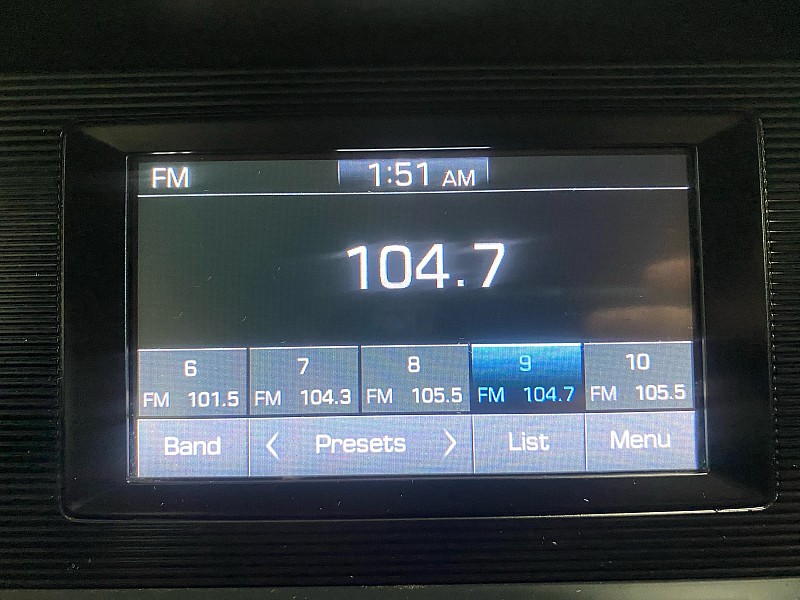 FM 1:51 AM
104.7
6 7 8 9 10
FM 101.5 FM 104.3 FM 105.5 FM 104.7 FM 105.5
Band < Presets > List Menu